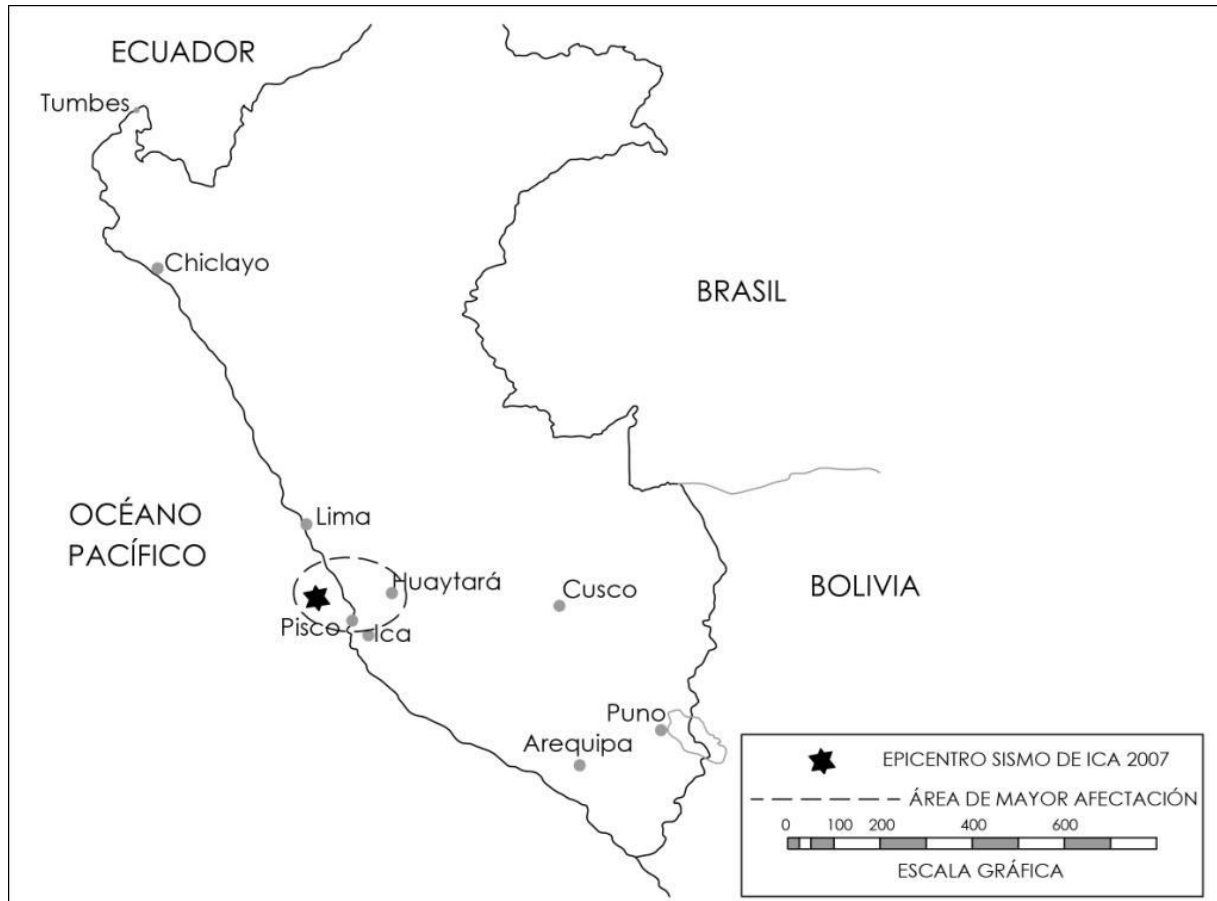 ECUADOR
Tumbes
Chiclayo
BRASIL
OCÉANO
PACÍFICO
Lima
Huaytará
Cusco
BOLIVIA
Pisco
Ica
Puno
Arequipa
EPICENTRO SISMO DE ICA 2007
ÁREA DE MAYOR AFECTACIÓN
0 100 200 400 600
ESCALA GRÁFICA